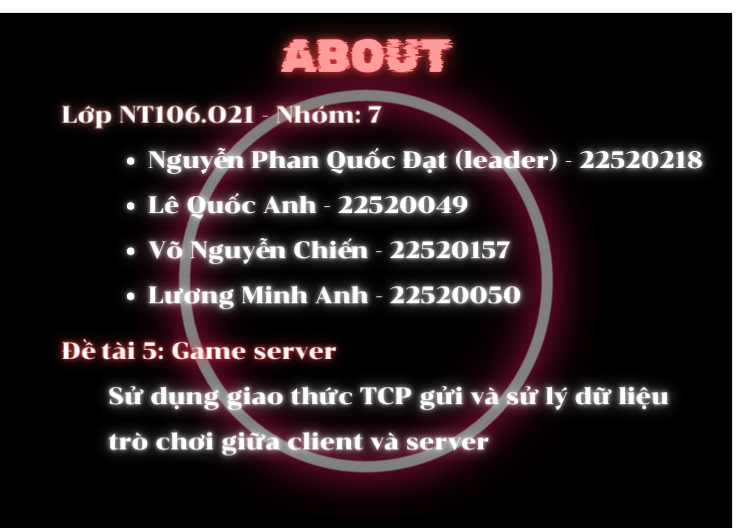 ABOUT
Lớp NT106.O21 - Nhóm: 7
• Nguyễn Phan Quốc Đạt (leader) - 22520218
• Lê Quốc Anh - 22520049
• Võ Nguyễn Chiến - 22520157
• Lương Minh Anh - 22520050
Đề tài 5: Game server
Sử dụng giao thức TCP gửi và sử lý dữ liệu
trò chơi giữa client và server